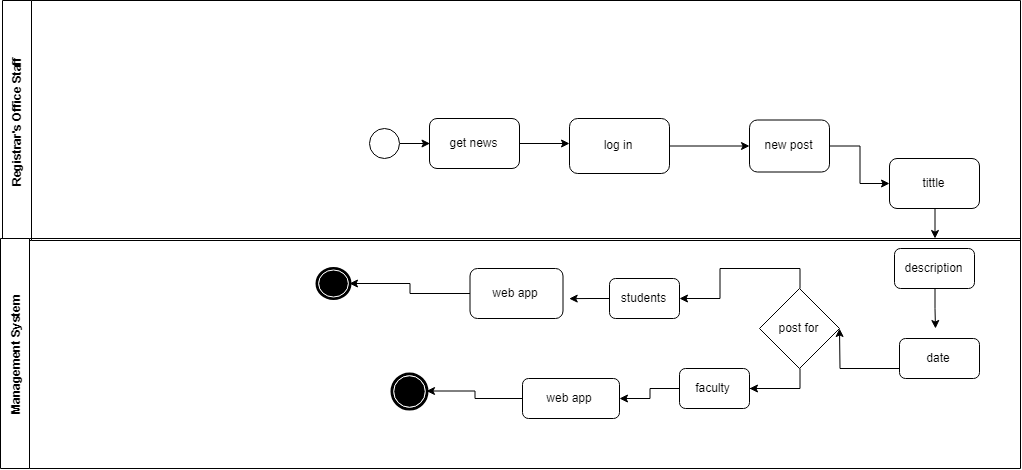 Registrar's Office Staff
get news
log in
new post
tittle
Management System
description
web app
students
post for
date
faculty
web app